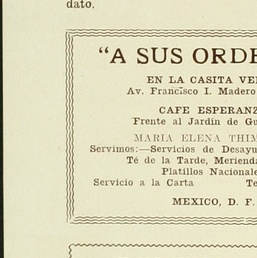 dato.
“A SUS ORDE
EN LA CASITA VE
Av. Francisco I. Madero
CAFE ESPERANZ
Frente al Jardin de Gu
MARIA ELENA THIM
Servimos:—Servicios de Desayu
Té de la Tarde, Merienda
Platillos Nacionale
Servicio a la Carta Te
MEXICO, D. F.